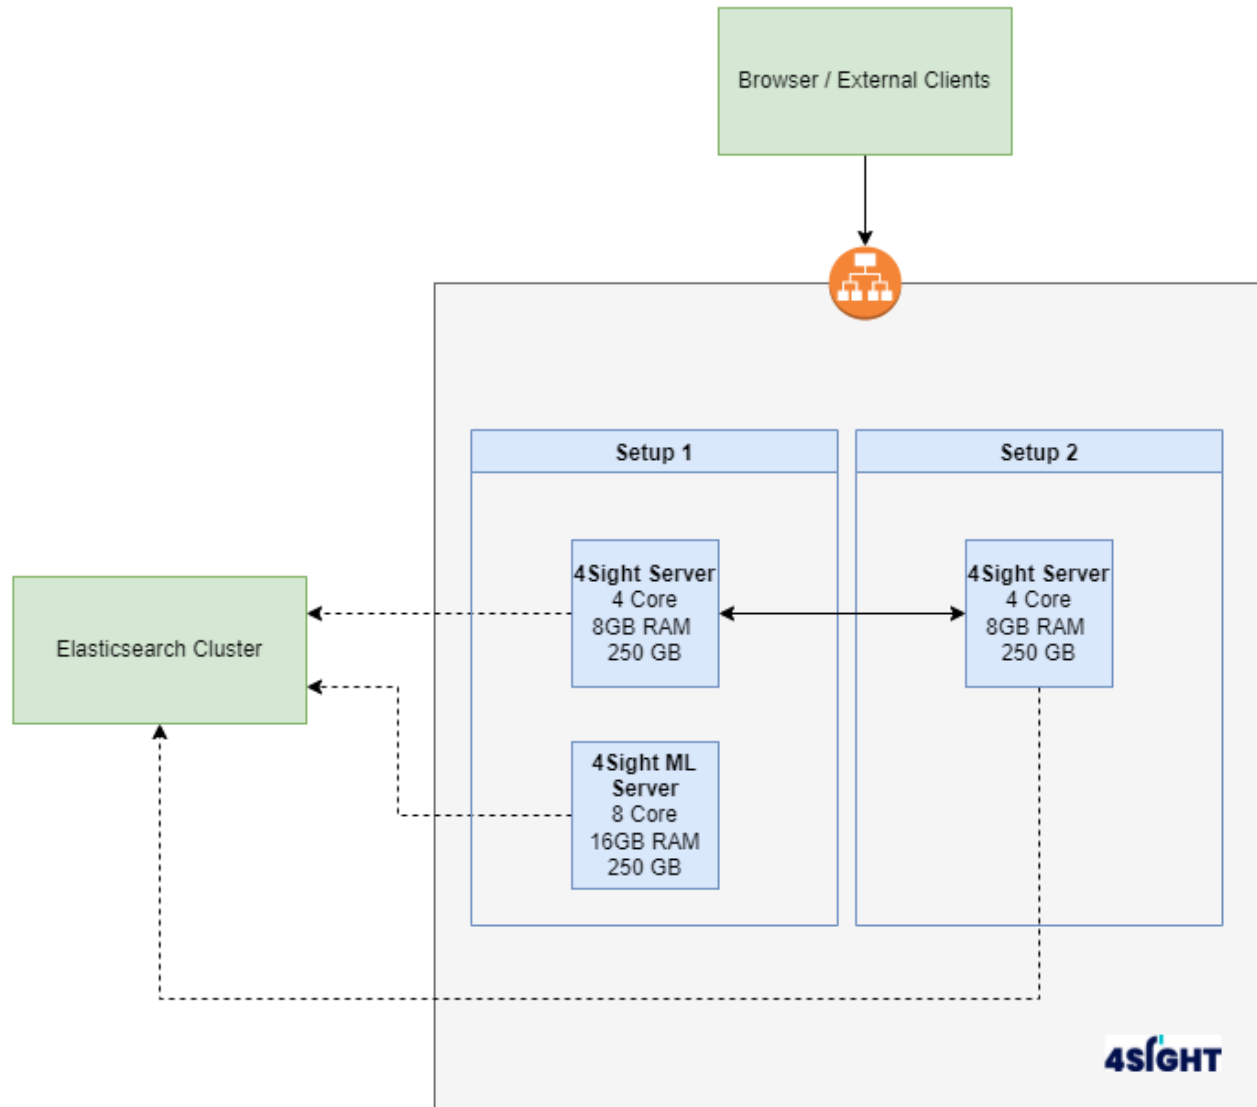 Browser / External Clients
Setup 1
Setup 2
4Sight Server
4 Core
8GB RAM
250 GB
4Sight Server
4 Core
8GB RAM
250 GB
Elasticsearch Cluster
4Sight ML
Server
8 Core
16GB RAM
250 GB
4SIGHT